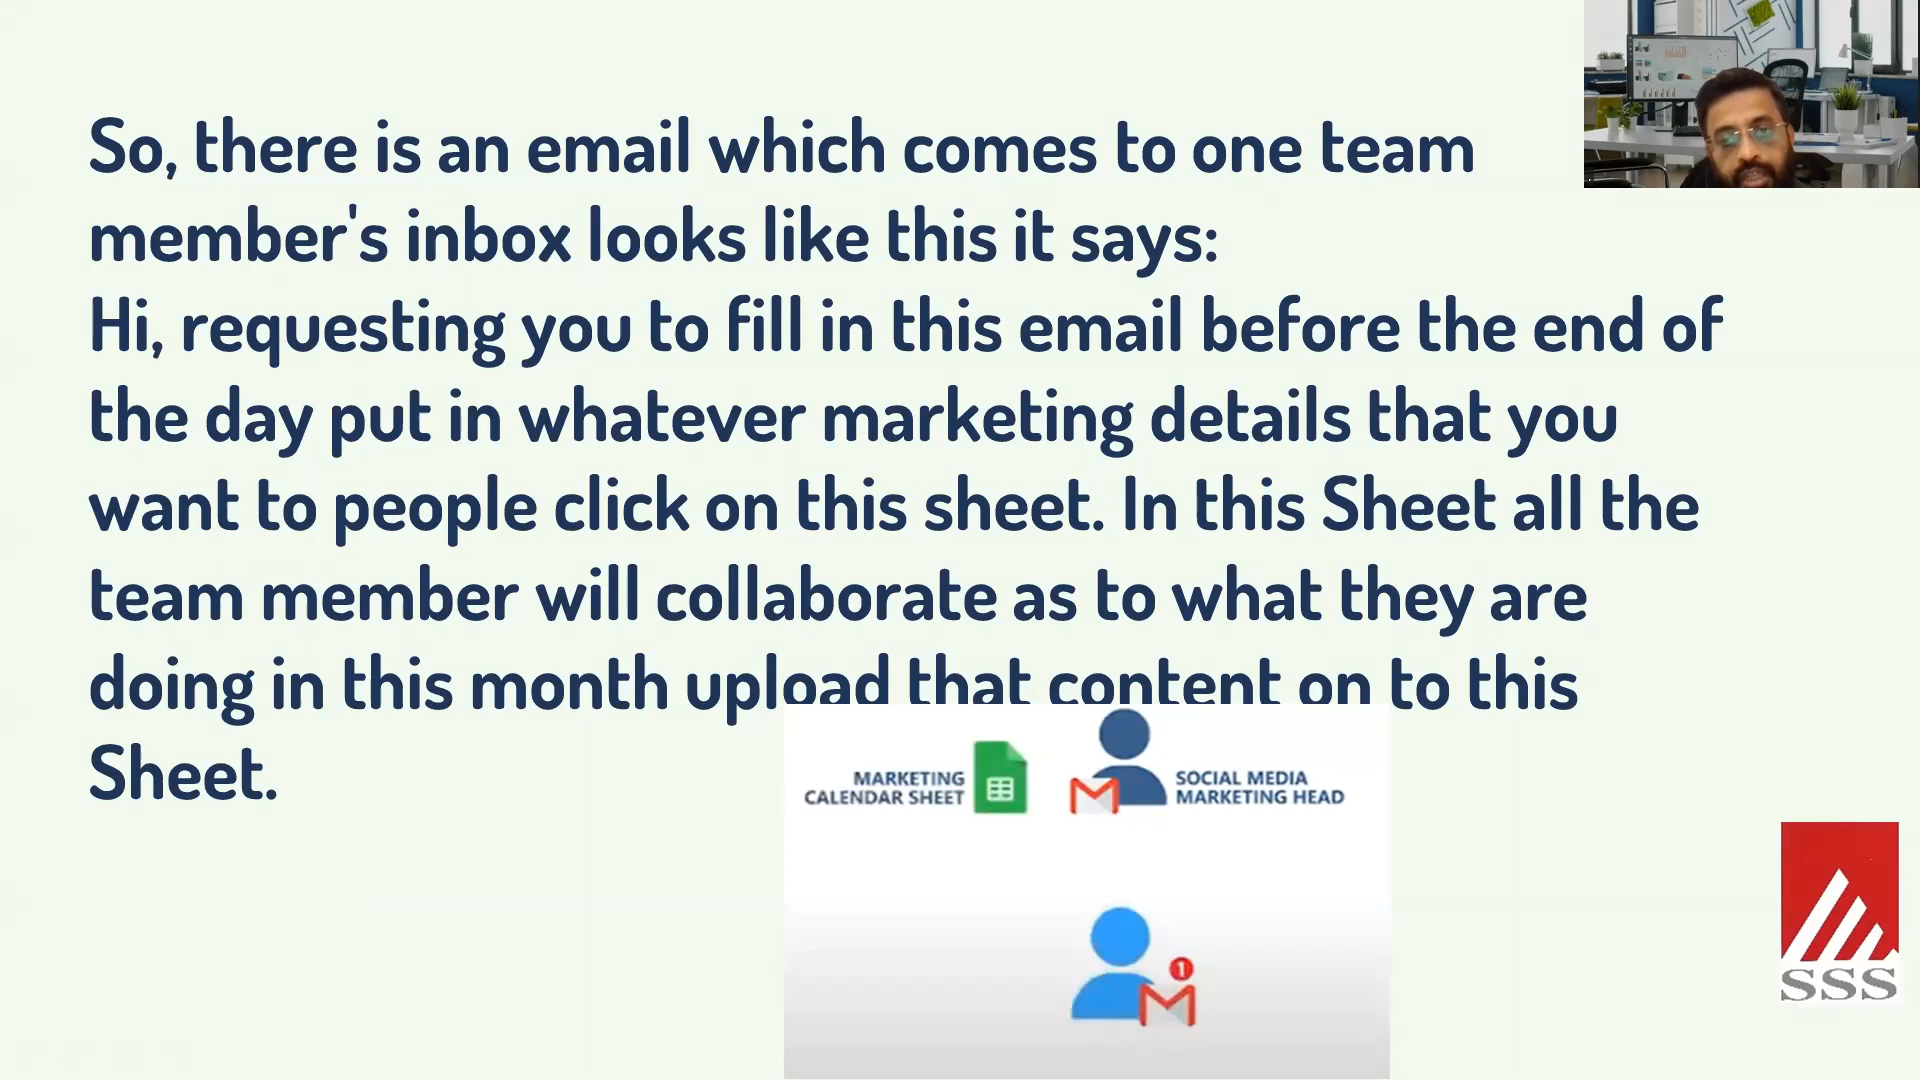 So, there is an email which comes to one team
member's inbox looks like this it says:
Hi, requesting you to fill in this email before the end of
the day put in whatever marketing details that you
want to people click on this sheet. In this Sheet all the
team member will collaborate as to what they are
doing in this month upload that content on to this
Sheet.
MARKETING
CALENDAR SHEET
SOCIAL MEDIA
MARKETING HEAD
1
SSS